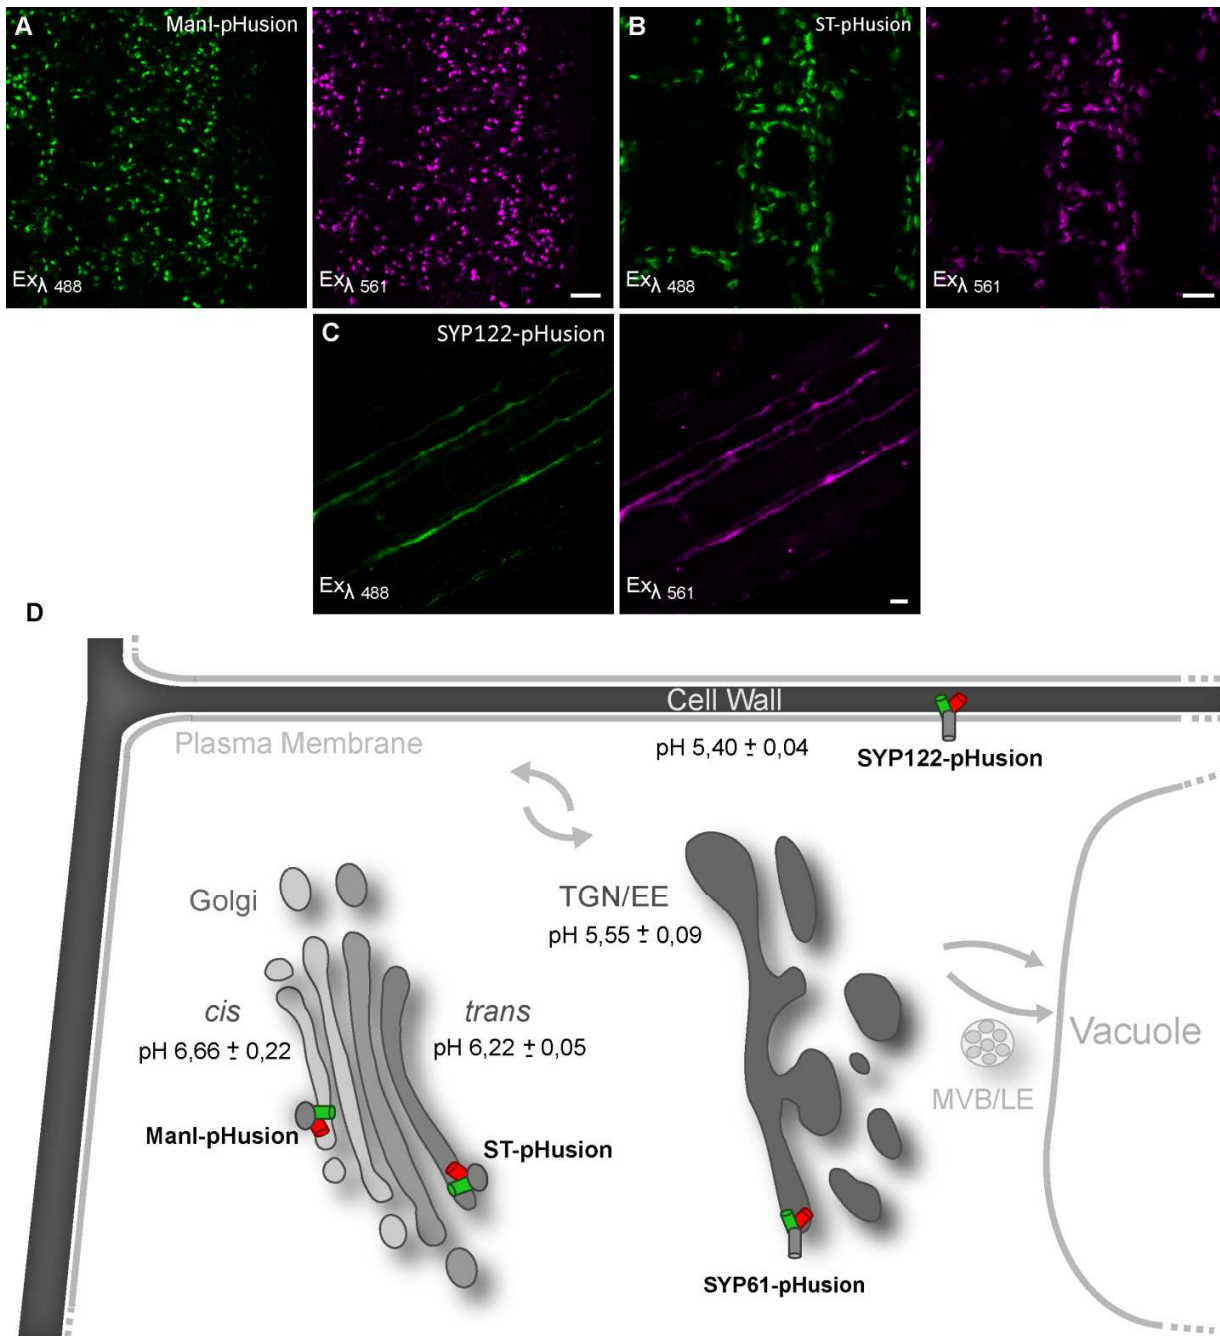 A
ManI-pHusion
Exλ 488
Exλ 561
B
ST-pHusion
Exλ 488
Exλ 561
C
SYP122-pHusion
Exλ 488
Exλ 561
D
Cell Wall
Plasma Membrane
pH 5,40 ± 0,04
SYP122-pHusion
Golgi
TGN/EE
pH 5,55 ± 0,09
cis
pH 6,66 ± 0,22
trans
pH 6,22 ± 0,05
Vacuole
MVB/LE
ManI-pHusion
ST-pHusion
SYP61-pHusion